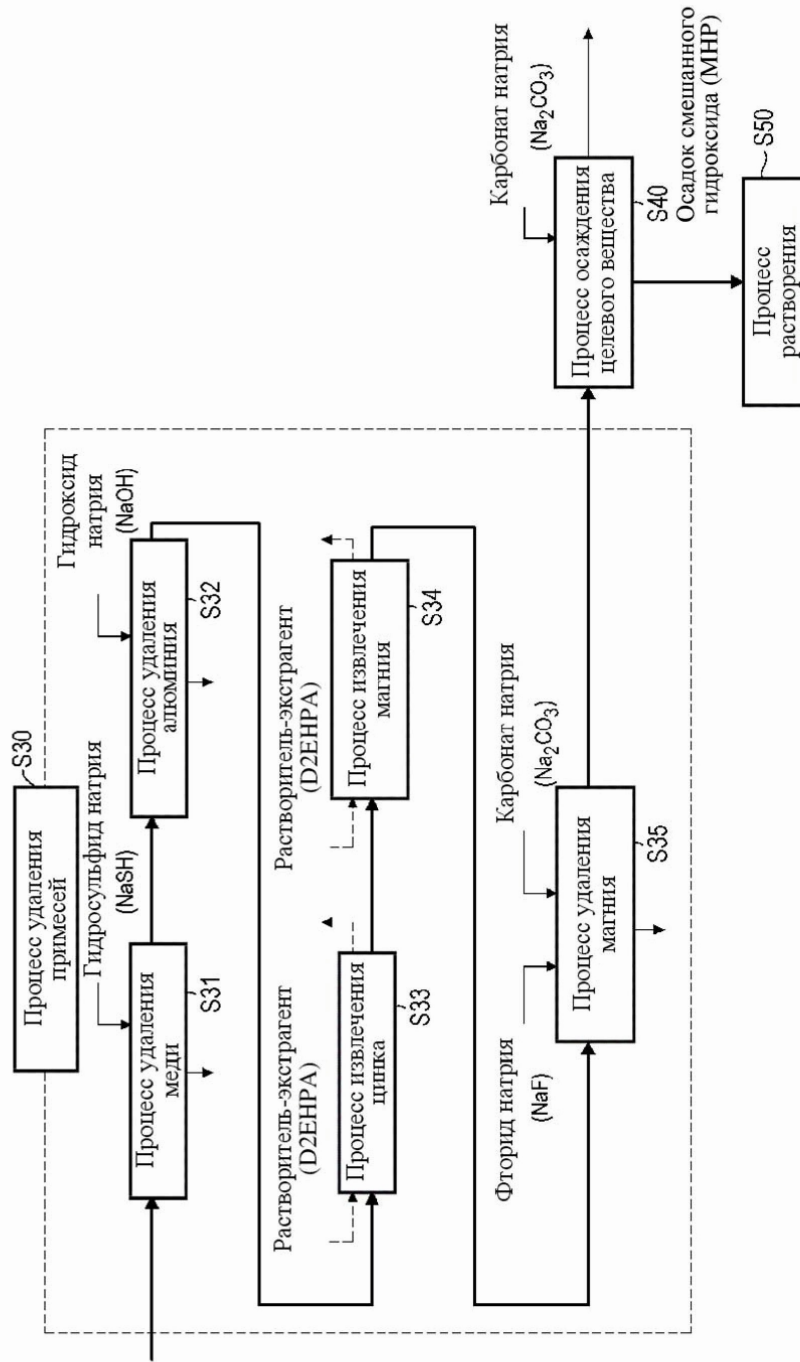 Процесс удаления
примесей
S30
Гидросульфид натрия
(NaSH)
Процесс удаления
меди
S31
Гидроксид
натрия
(NaOH)
Процесс удаления
алюминия
S32
Растворитель-экстрагент
(D2EHPA)
Процесс извлечения
цинка
S33
Растворитель-экстрагент
(D2EHPA)
Процесс извлечения
магния
S34
Фторид натрия
(NaF)
Карбонат натрия
(Na₂CO₃)
Процесс удаления
магния
S35
Карбонат натрия
(Na₂CO₃)
Процесс осаждения
целевого вещества
S40
Осадок смешанного
гидроксида (MHP)
Процесс
растворения
S50